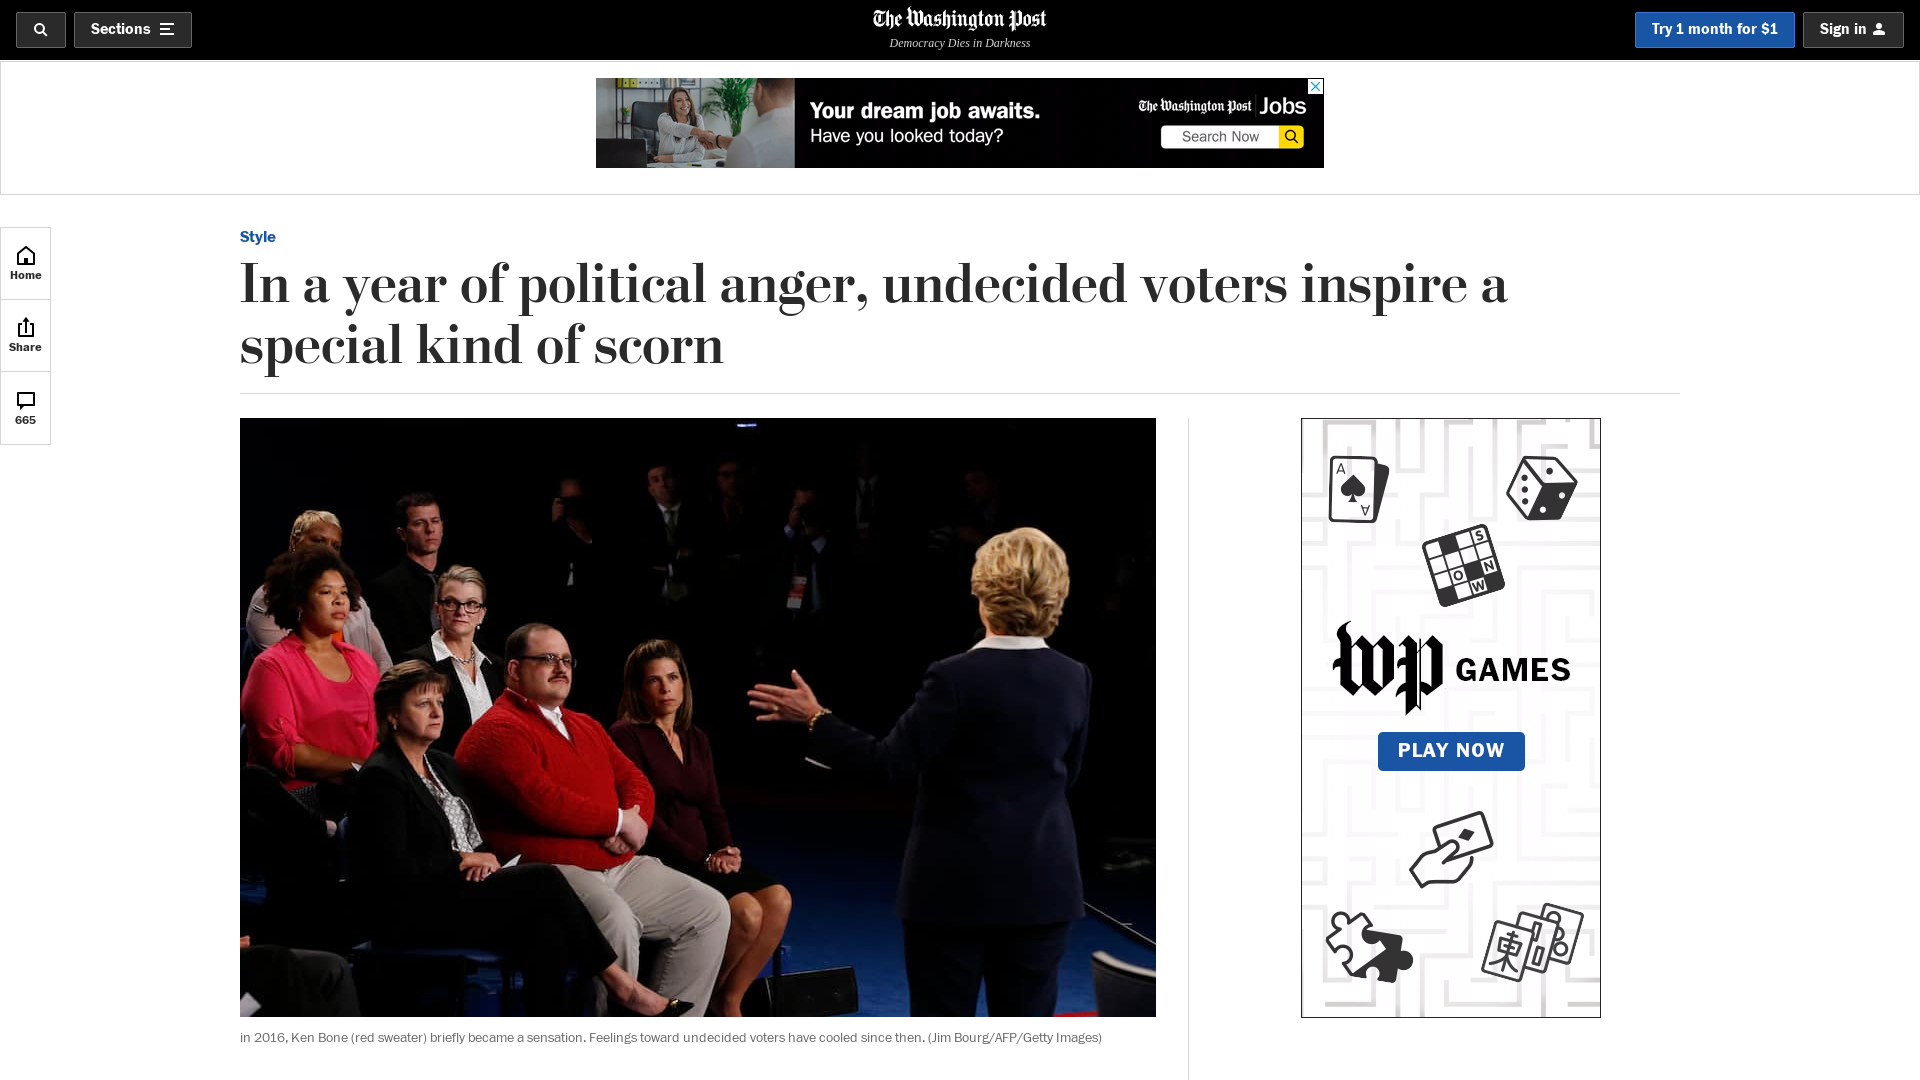 Sections
The Washington Post
Democracy Dies in Darkness
Try 1 month for $1
Sign in
Your dream job awaits.
Have you looked today?
The Washington Post Jobs
Search Now
Home
Share
665
Style
In a year of political anger, undecided voters inspire a
special kind of scorn
A
A
S
O
N
W
wp GAMES
PLAY NOW
東
in 2016, Ken Bone (red sweater) briefly became a sensation. Feelings toward undecided voters have cooled since then. (Jim Bourg/AFP/Getty Images)